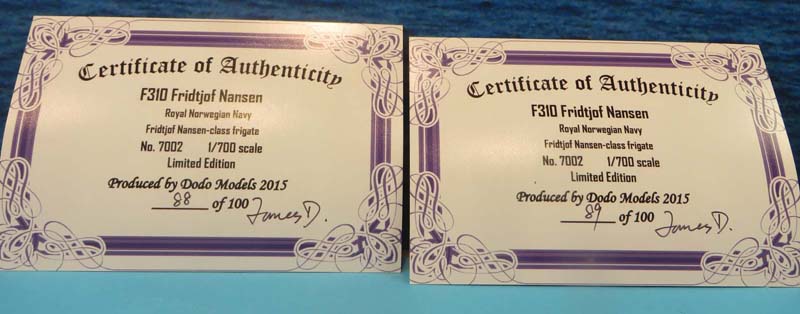 Certificate of Authenticity
F310 Fridtjof Nansen
Royal Norwegian Navy
Fridtjof Nansen-class frigate
No. 7002 1/700 scale
Limited Edition
Produced by Dodo Models 2015
88 of 100 James D.
Certificate of Authenticity
F310 Fridtjof Nansen
Royal Norwegian Navy
Fridtjof Nansen-class frigate
No. 7002 1/700 scale
Limited Edition
Produced by Dodo Models 2015
89 of 100 James D.